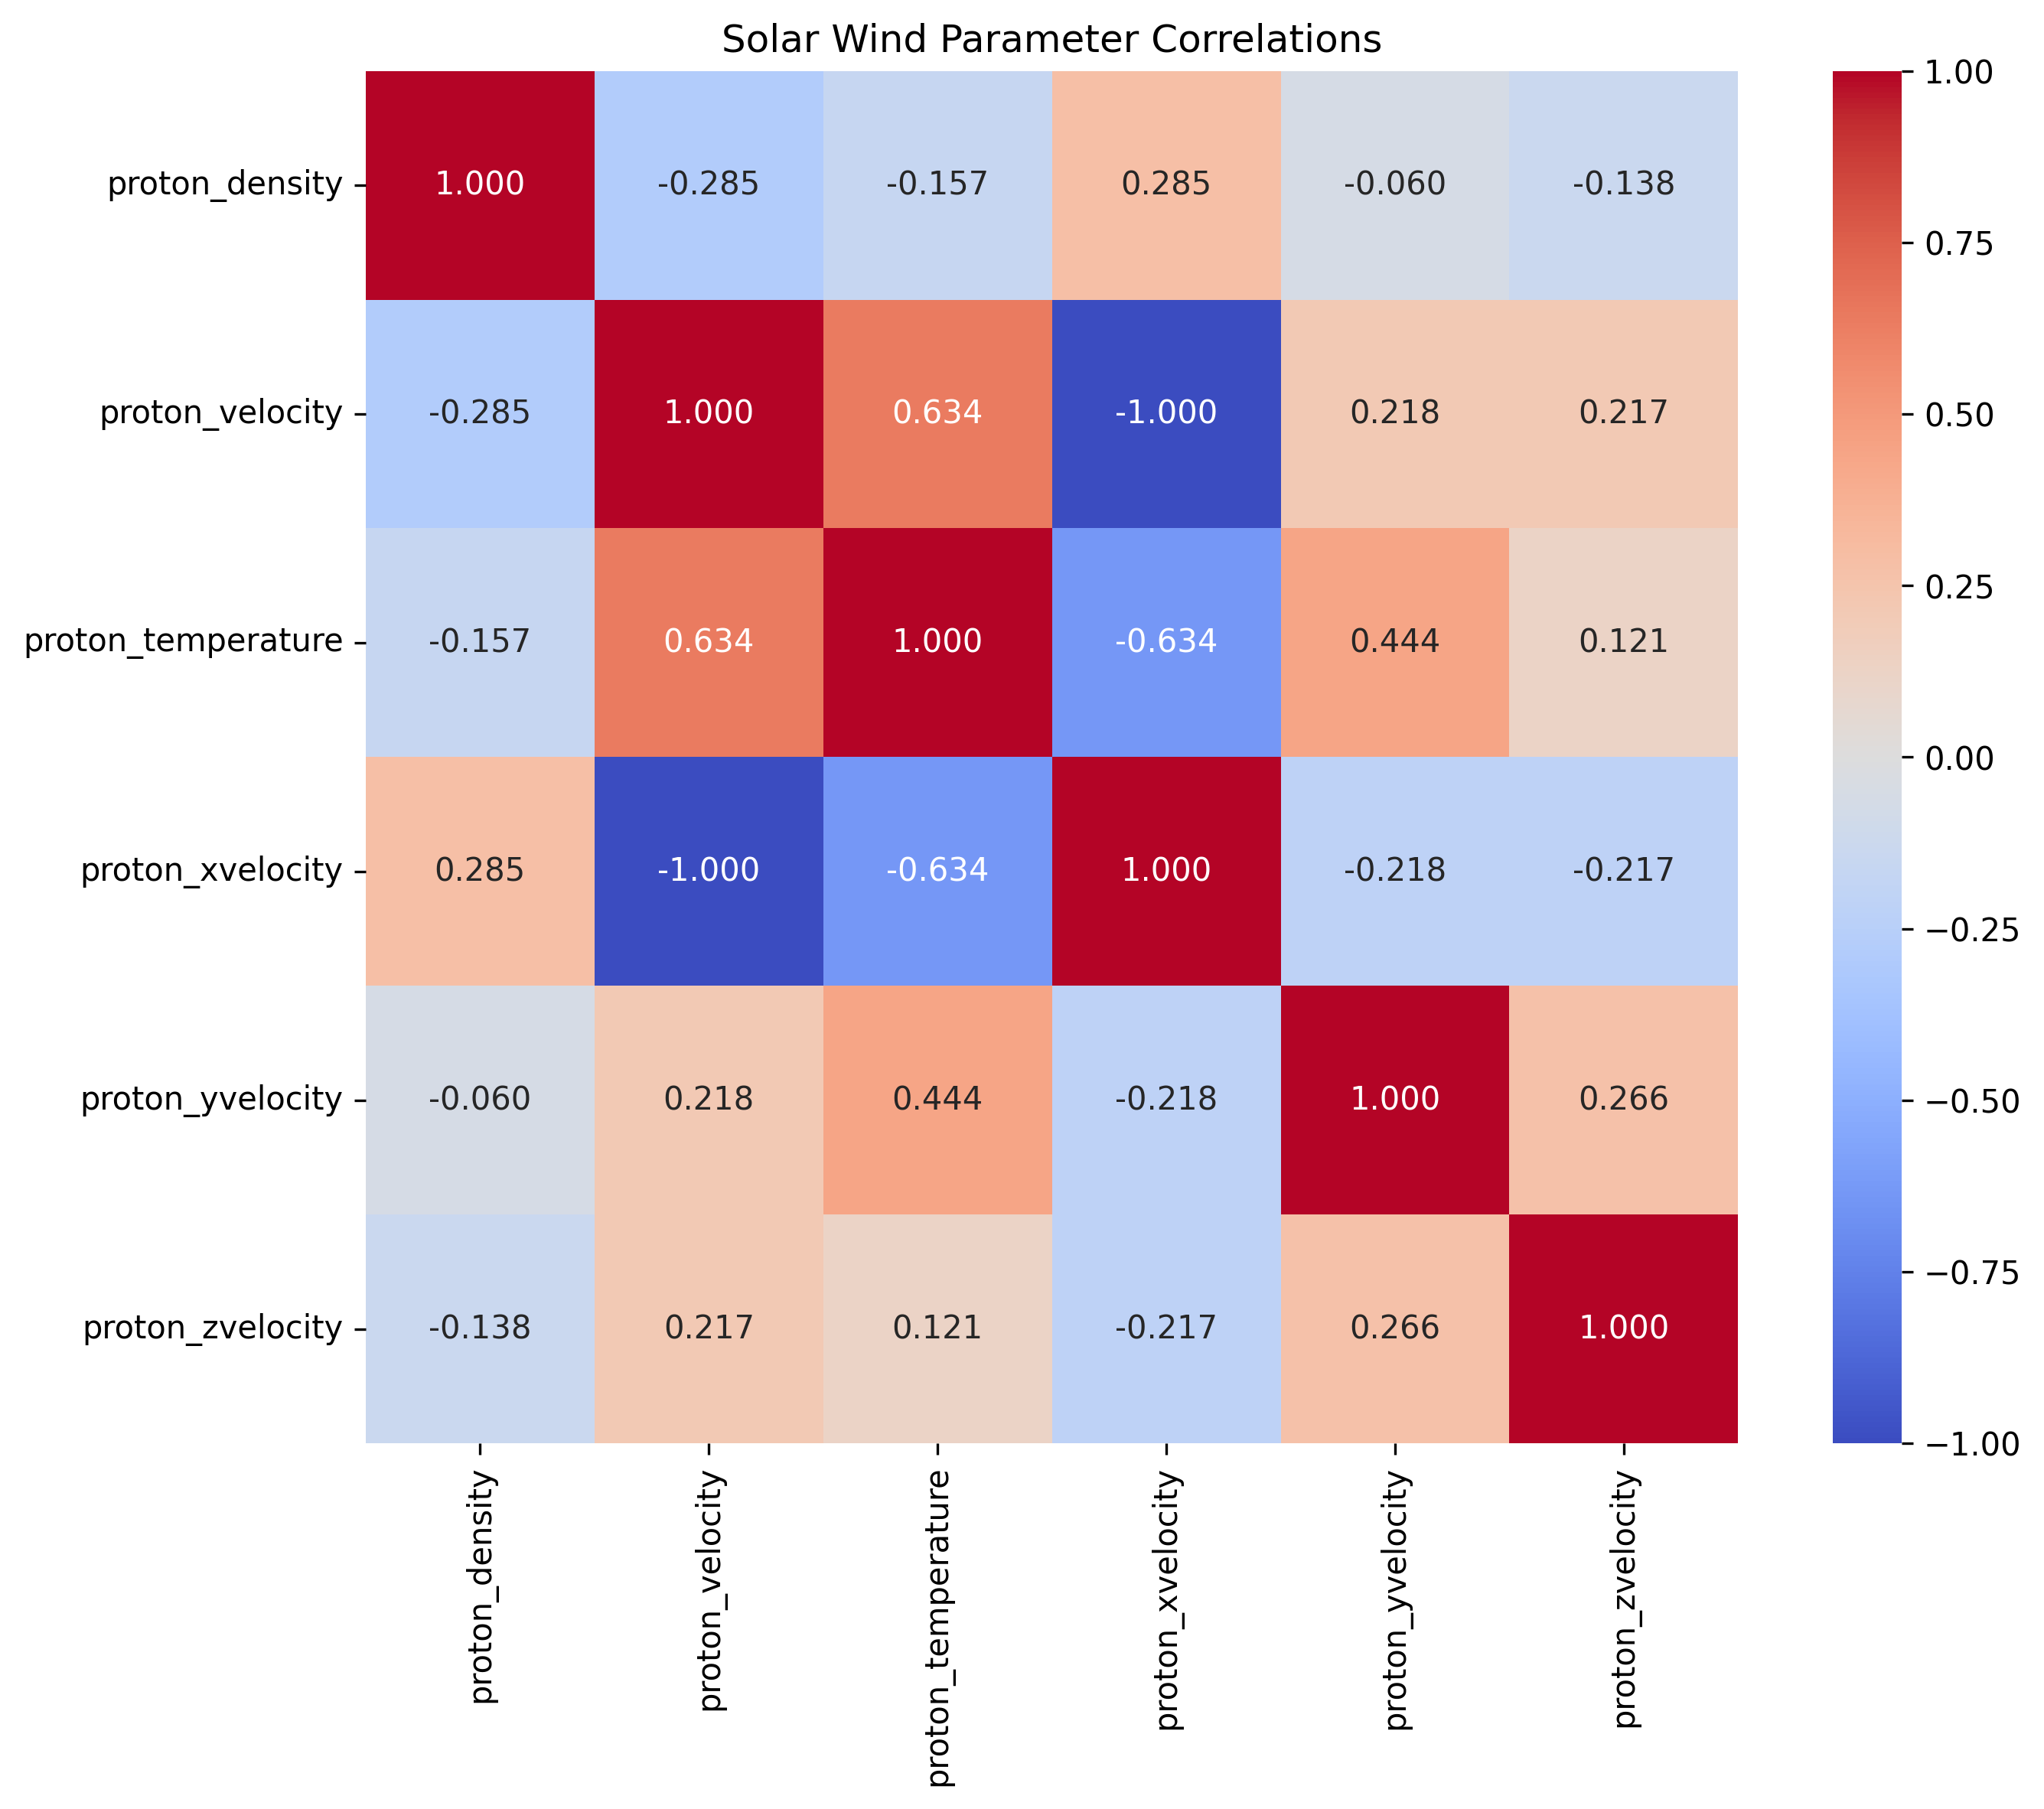 Solar Wind Parameter Correlations
proton_density 1.000 -0.285 -0.157 0.285 -0.060 -0.138
proton_velocity -0.285 1.000 0.634 -1.000 0.218 0.217
proton_temperature -0.157 0.634 1.000 -0.634 0.444 0.121
proton_xvelocity 0.285 -1.000 -0.634 1.000 -0.218 -0.217
proton_yvelocity -0.060 0.218 0.444 -0.218 1.000 0.266
proton_zvelocity -0.138 0.217 0.121 -0.217 0.266 1.000
proton_density
proton_velocity
proton_temperature
proton_xvelocity
proton_yvelocity
proton_zvelocity
1.00
0.75
0.50
0.25
0.00
−0.25
−0.50
−0.75
−1.00